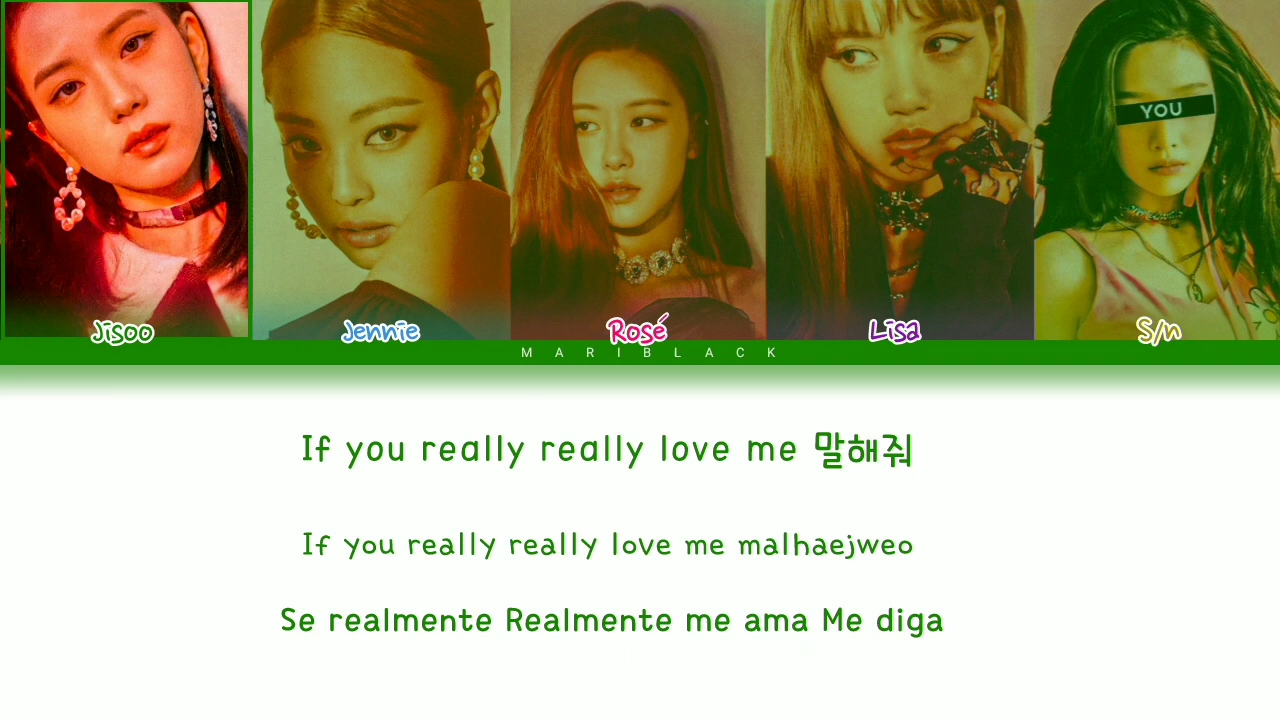 YOU
Jisoo
Jennie
Rosé
Lisa
S/n
MARIBLACK
If you really really love me 말해줘
If you really really love me malhaejweo
Se realmente Realmente me ama Me diga